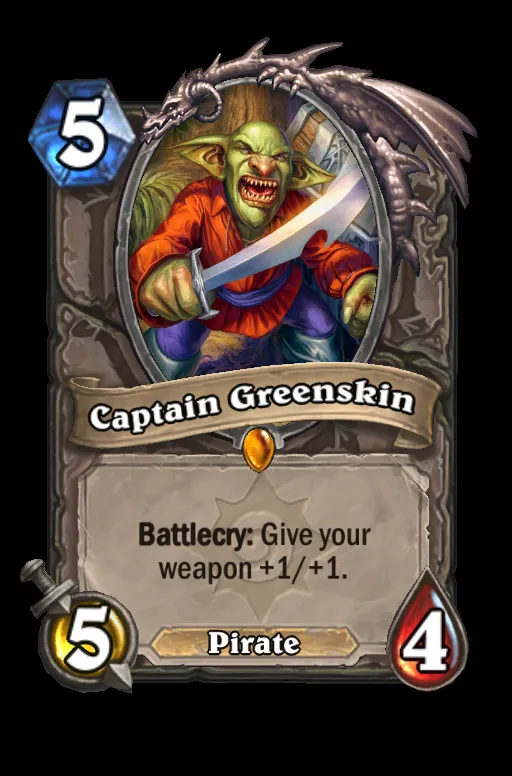 5
Captain Greenskin
Battlecry: Give your
weapon +1/+1.
5
Pirate
4